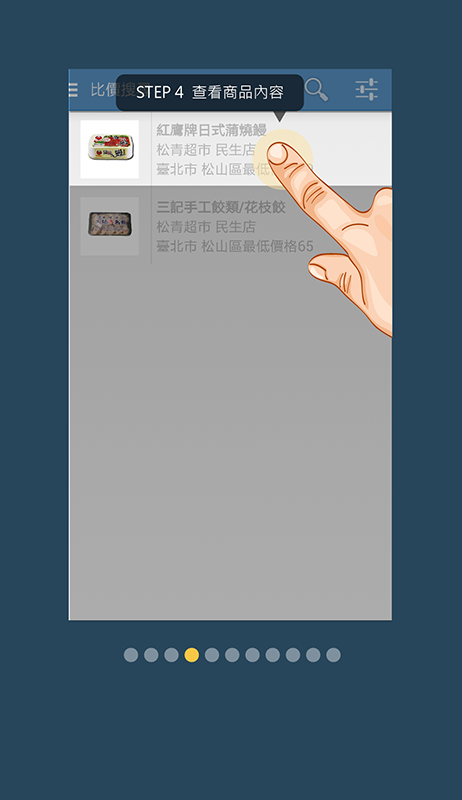 比價搜
STEP 4 查看商品內容
紅鷹牌日式蒲燒鰻
松青超市 民生店
臺北市 松山區最低
三記手工餃類/花枝餃
松青超市 民生店
臺北市 松山區最低價格65